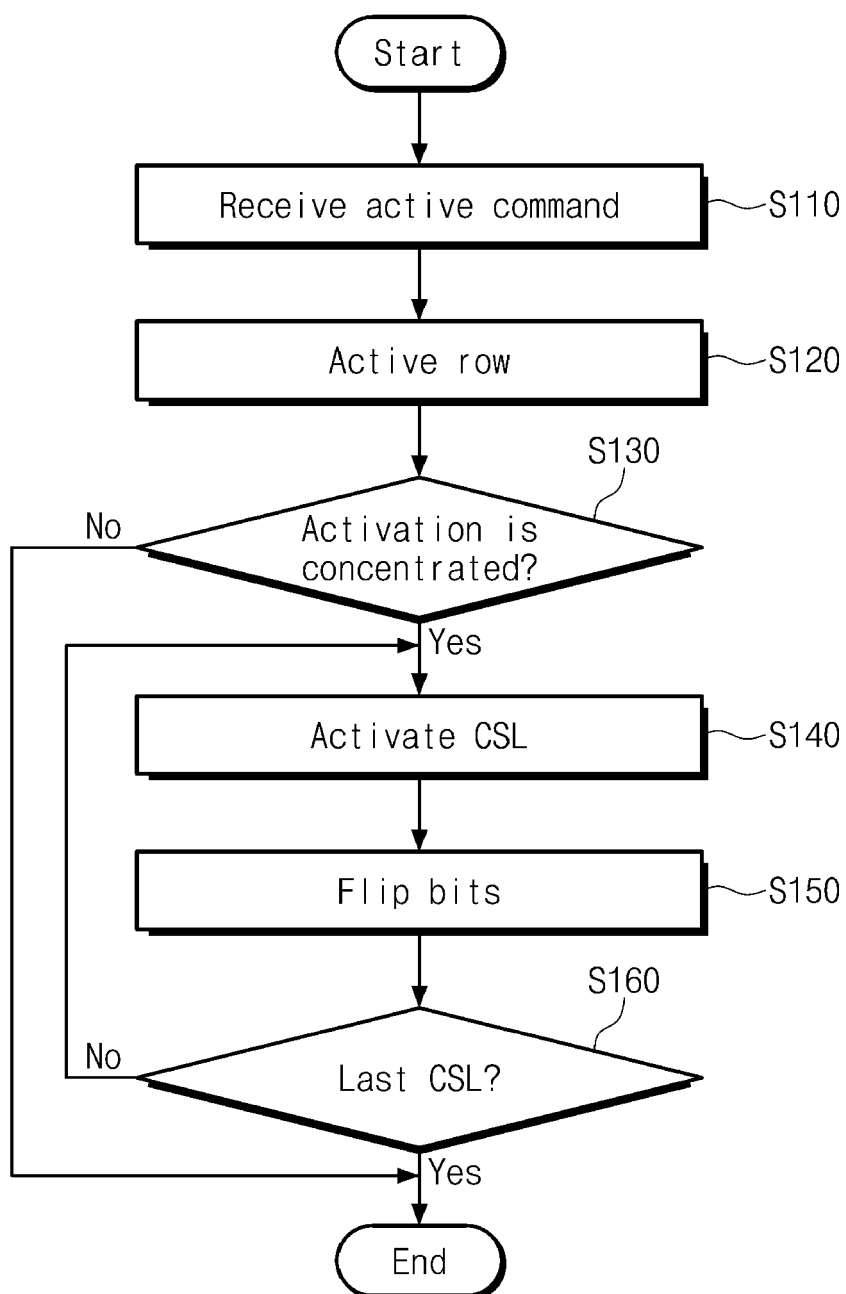 Start
Receive active command
S110
Active row
S120
S130
No
Activation is
concentrated?
Yes
Activate CSL
S140
Flip bits
S150
S160
No
Last CSL?
Yes
End